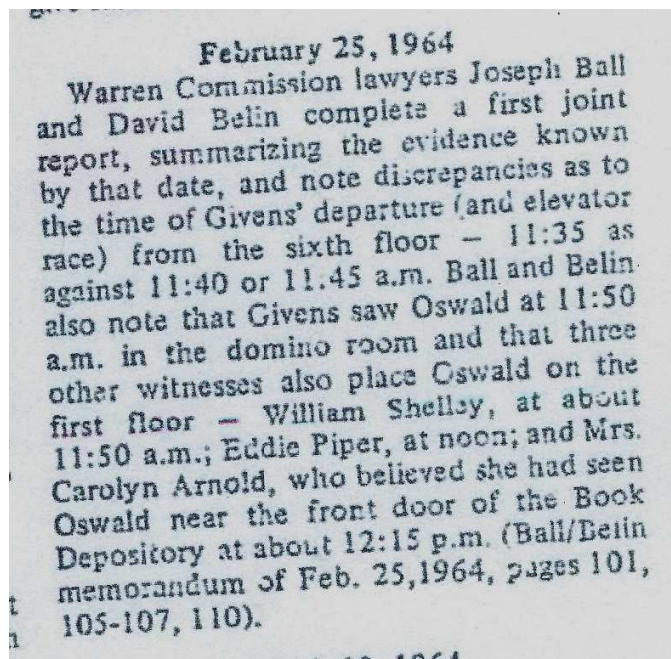 February 25, 1964
Warren Commission lawyers Joseph Ball
and David Belin complete a first joint
report, summarizing the evidence known
by that date, and note discrepancies as to
the time of Givens' departure (and elevator
race) from the sixth floor — 11:35 as
against 11:40 or 11:45 a.m. Ball and Belin
also note that Givens saw Oswald at 11:50
a.m. in the domino room and that three
other witnesses also place Oswald on the
first floor — William Shelley, at about
11:50 a.m.; Eddie Piper, at noon; and Mrs.
Carolyn Arnold, who believed she had seen
Oswald near the front door of the Book
Depository at about 12:15 p.m. (Ball/Belin
memorandum of Feb. 25,1964, pages 101,
105-107, 110).
1964